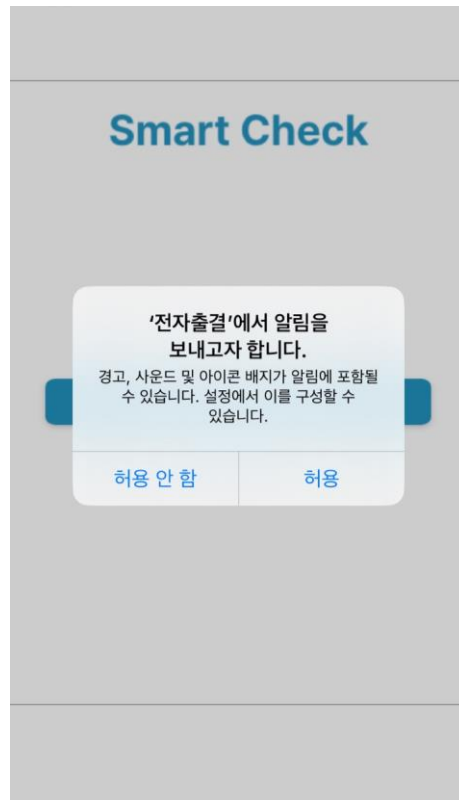 Smart Check
‘전자출결’에서 알림을
보내고자 합니다.
경고, 사운드 및 아이콘 배지가 알림에 포함될
수 있습니다. 설정에서 이를 구성할 수
있습니다.
허용 안 함
허용